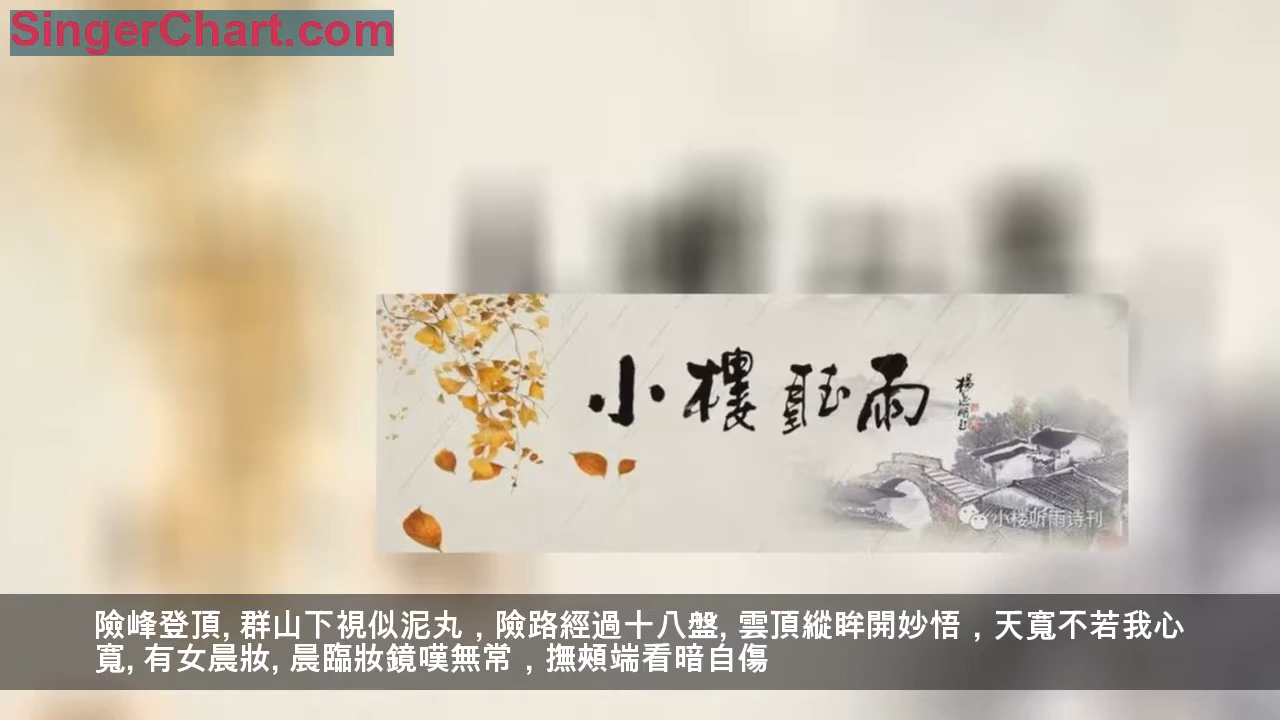 SingerChart.com
小樓聽雨
小楼听雨诗刊
險峰登頂, 群山下視似泥丸，險路經過十八盤, 雲頂縱眸開妙悟，天寬不若我心
寬, 有女晨妝, 晨臨妝鏡嘆無常，撫頰端看暗自傷